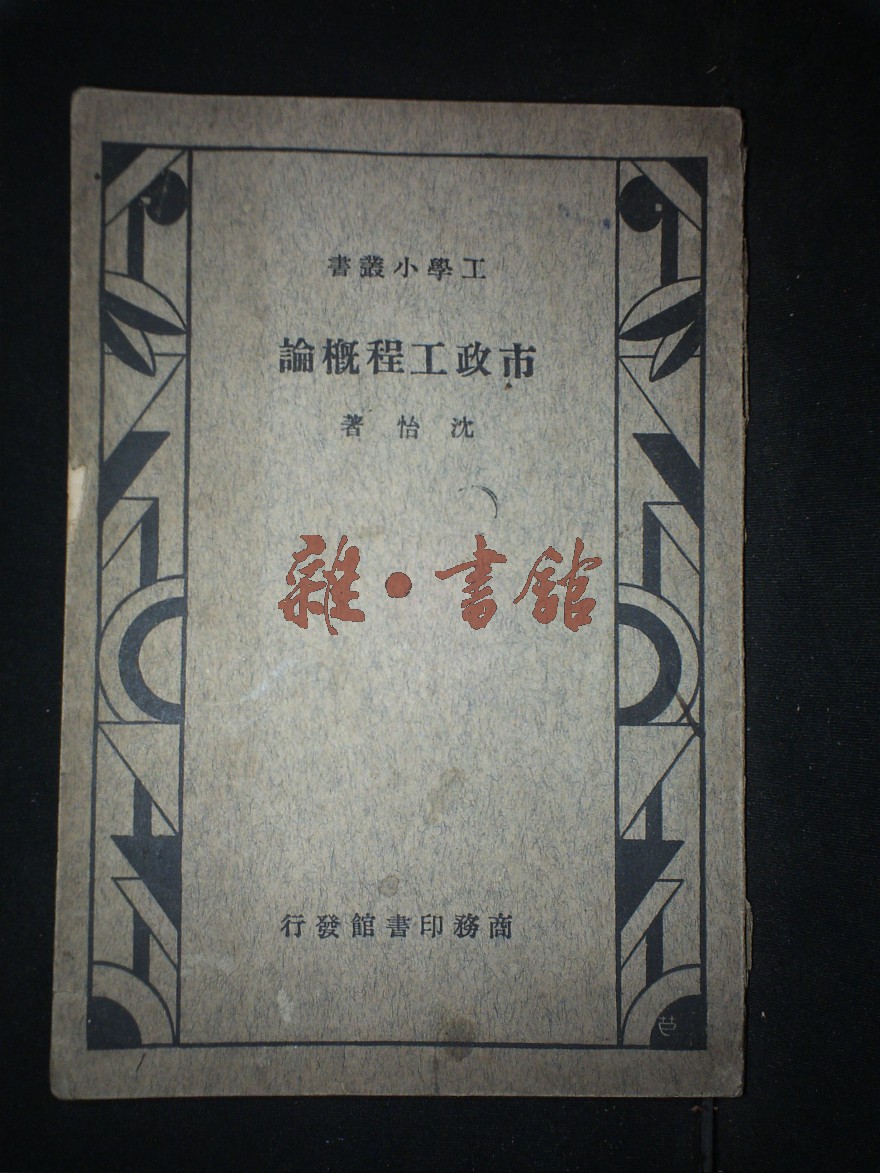 工學小叢書
市政工程概論
沈怡著
雜·書館
商務印書館發行